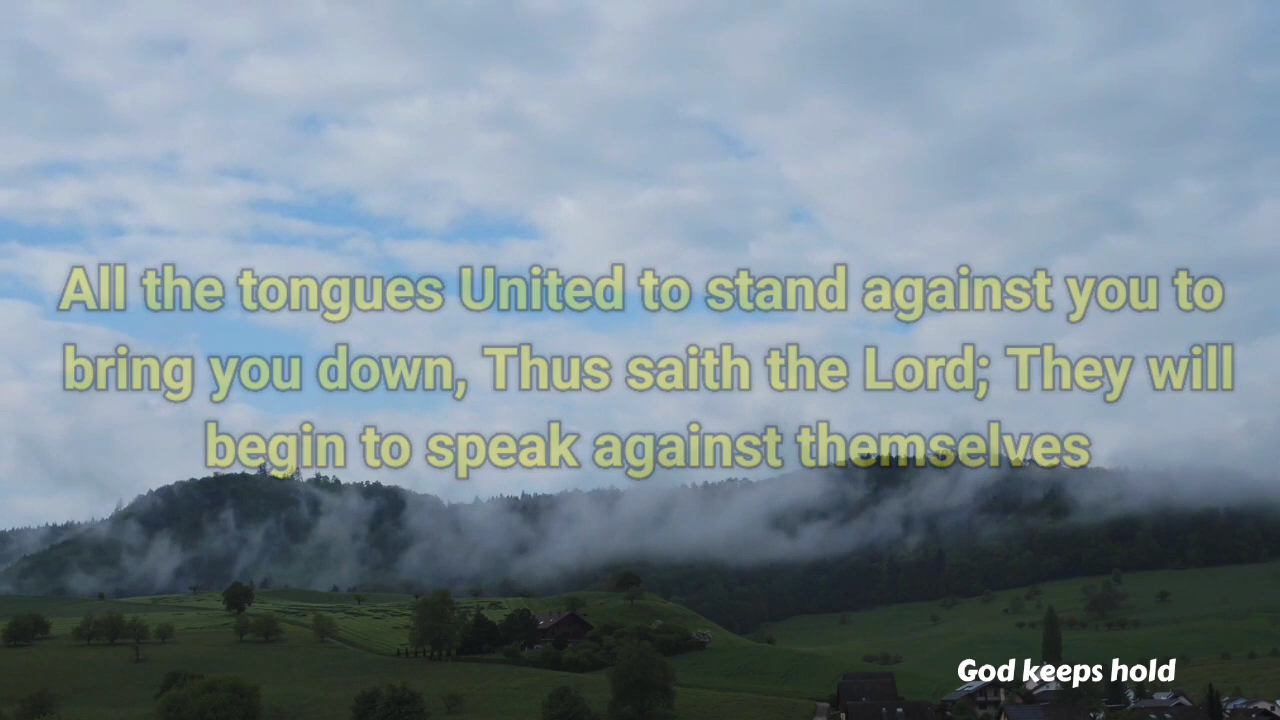 All the tongues United to stand against you to
bring you down, Thus saith the Lord; They will
begin to speak against themselves
God keeps hold